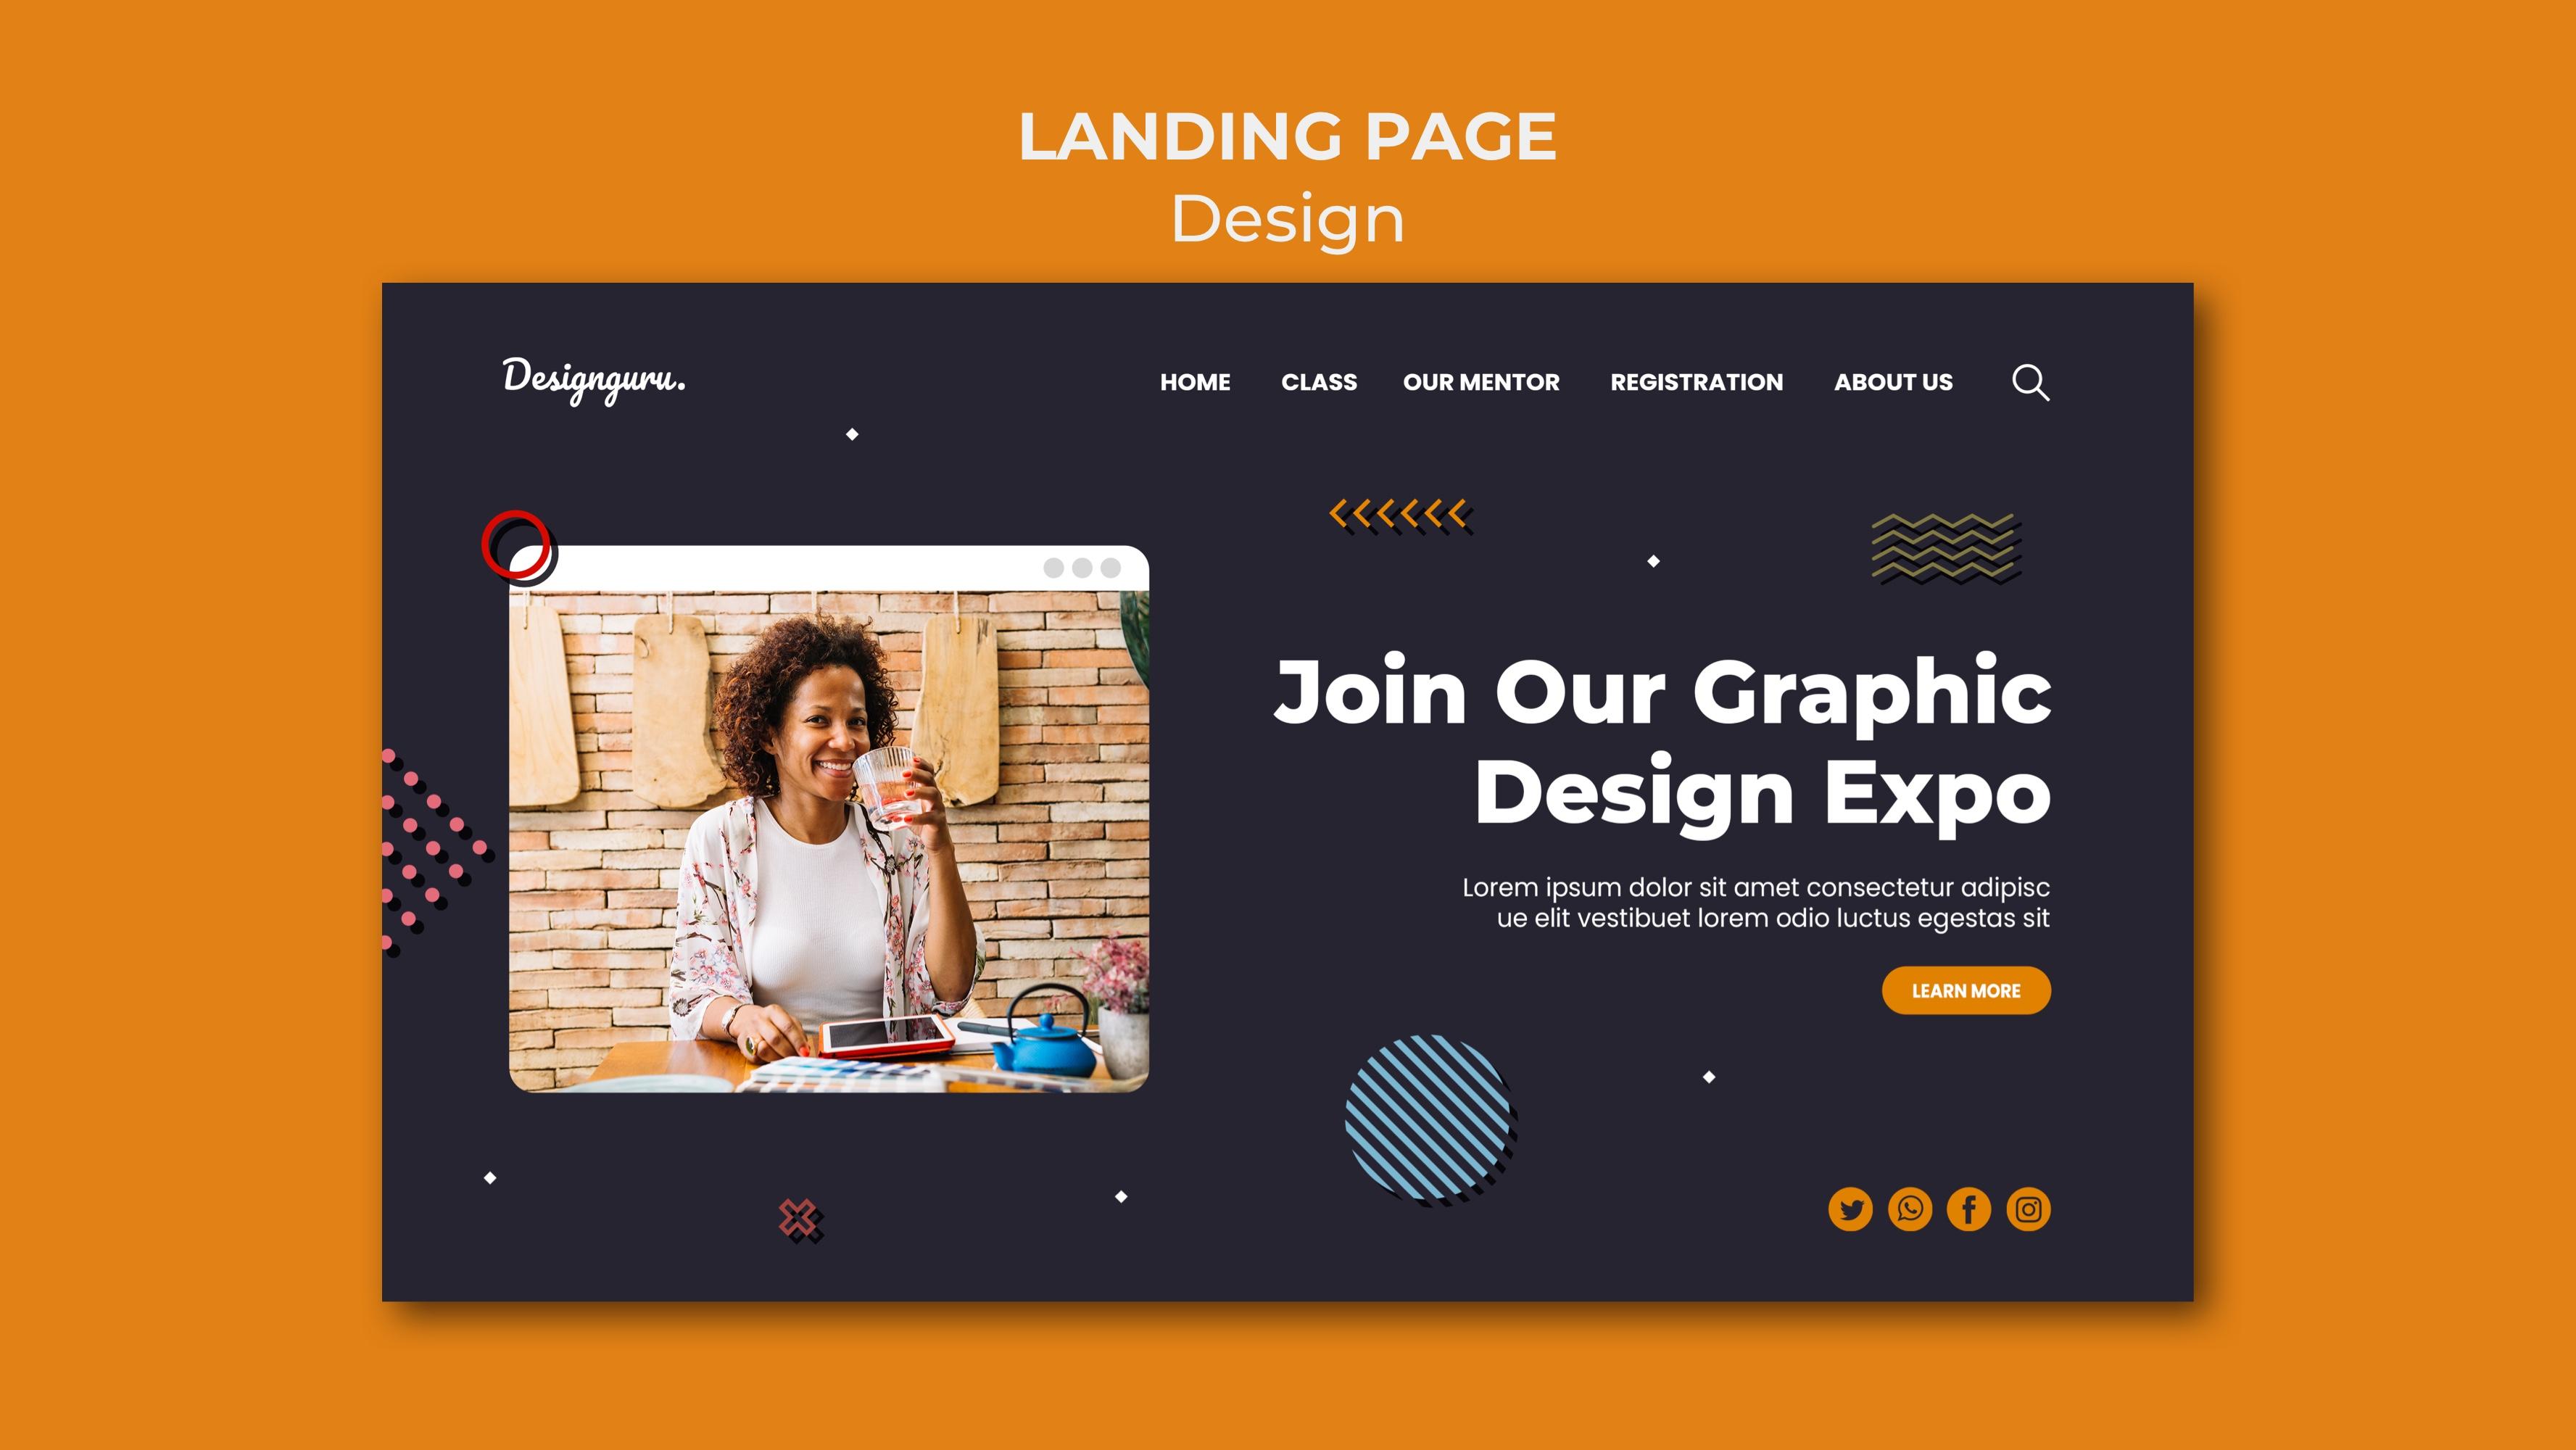 LANDING PAGE
Design
Designguru.
HOME CLASS OUR MENTOR REGISTRATION ABOUT US
Join Our Graphic
Design Expo
Lorem ipsum dolor sit amet consectetur adipisc
ue elit vestibuet lorem odio luctus egestas sit
LEARN MORE